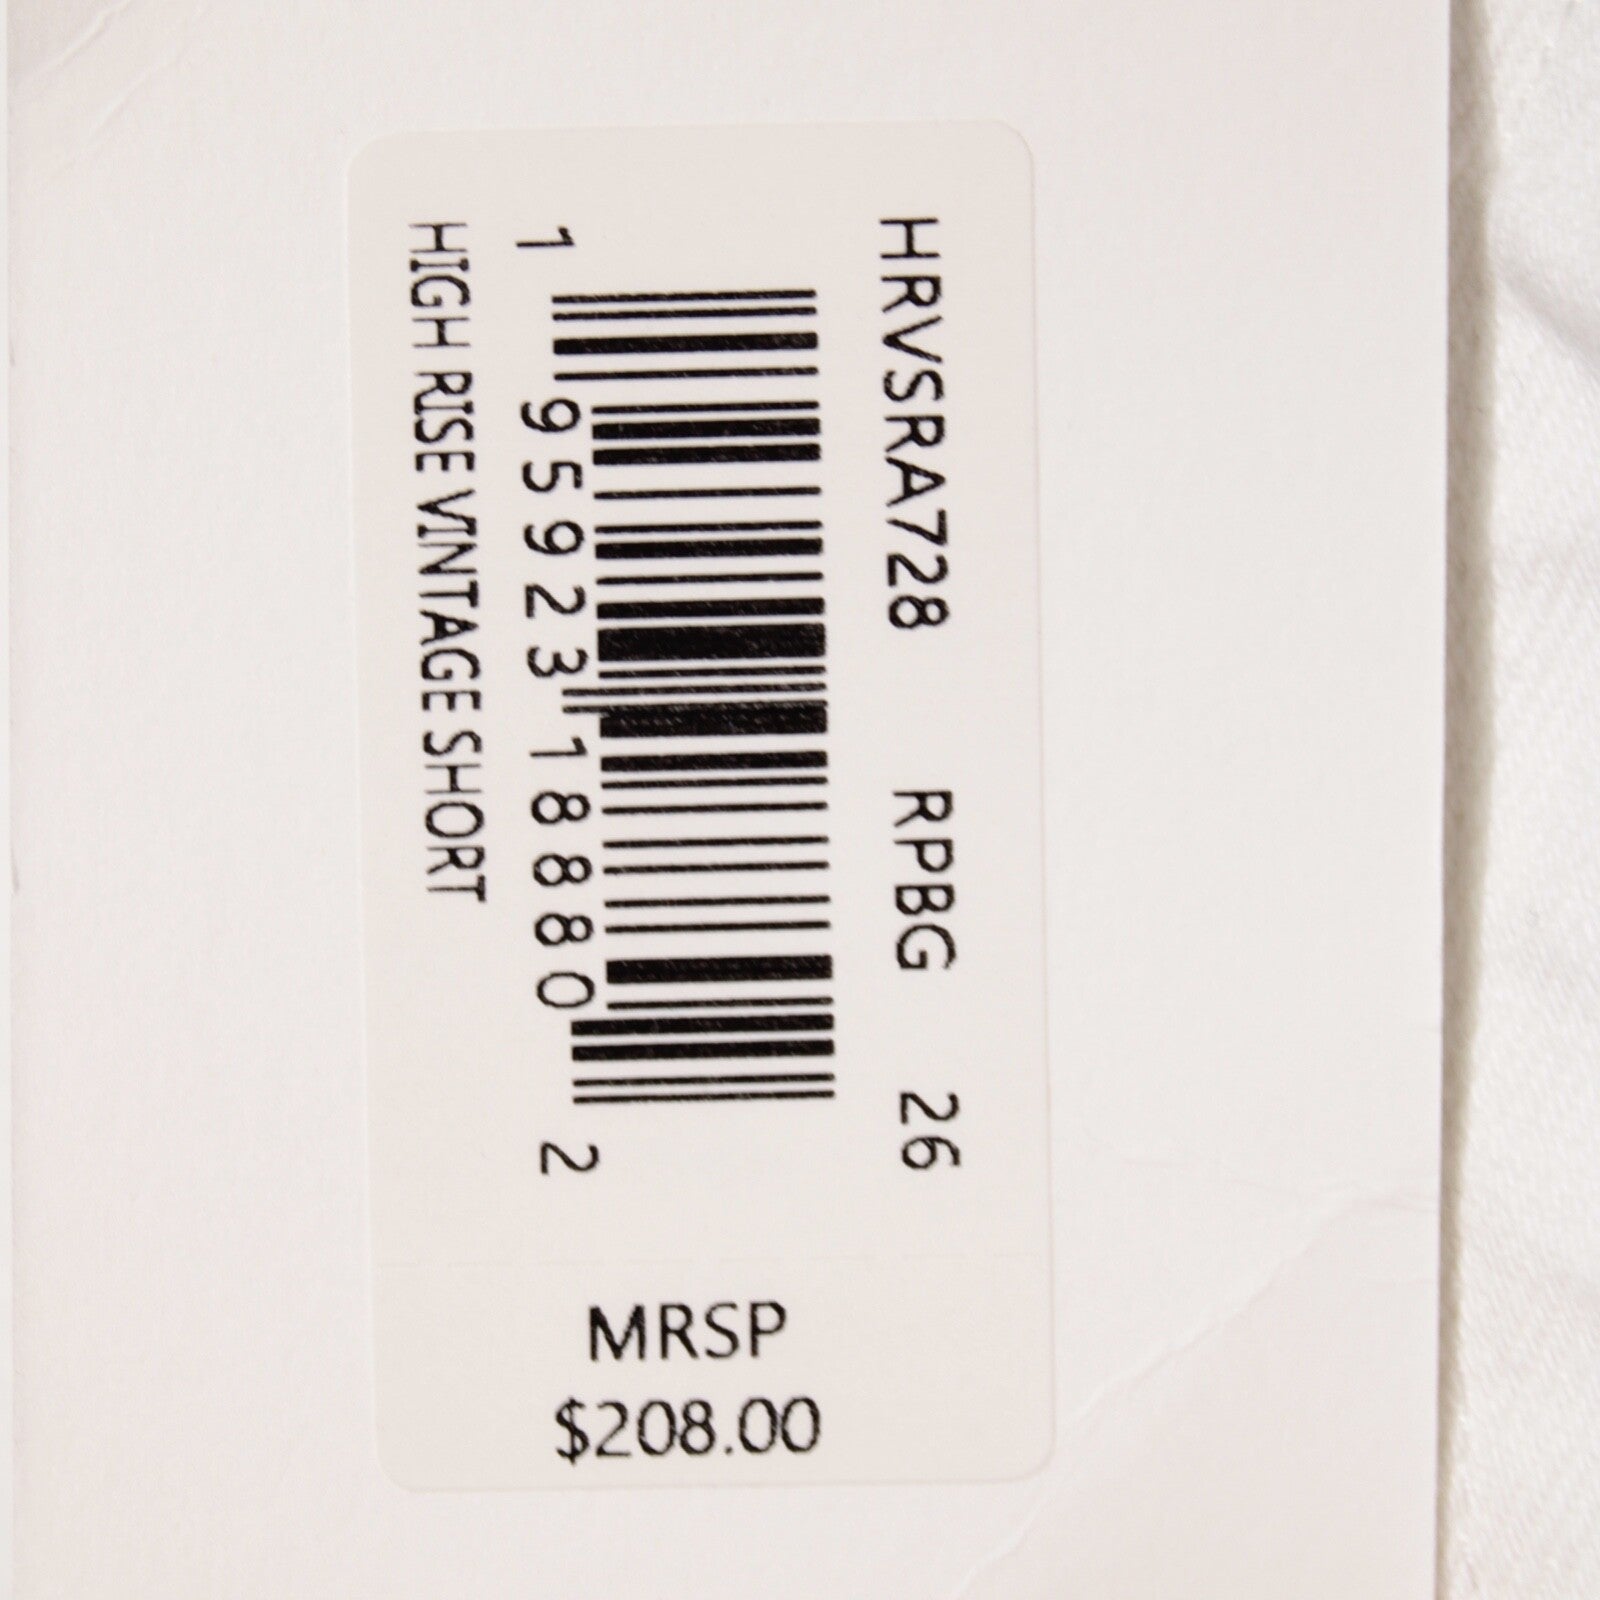 HRVSRA728 RPBG 26
1 95923 18880 2
HIGH RISE VINTAGE SHORT
MRSP
$208.00